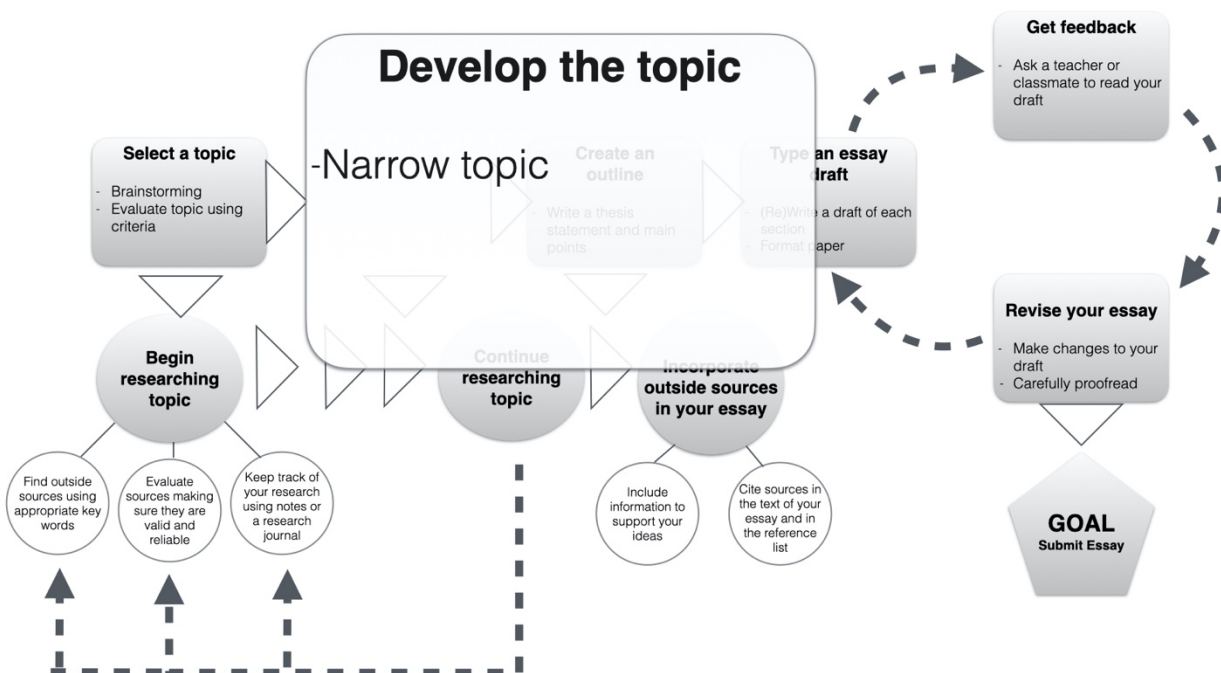 Develop the topic
-Narrow topic
Select a topic
- Brainstorming
- Evaluate topic using
criteria
Create an
outline
- Write a thesis
statement and main
points
Type an essay
draft
- (Re)Write a draft of each
section
- Format paper
Get feedback
- Ask a teacher or
classmate to read your
draft
Revise your essay
- Make changes to your
draft
- Carefully proofread
GOAL
Submit Essay
Begin
researching
topic
Find outside
sources using
appropriate key
words
Evaluate
sources making
sure they are
valid and
reliable
Keep track of
your research
using notes or
a research
journal
Continue
researching
topic
Incorporate
outside sources
in your essay
Include
information to
support your
ideas
Cite sources in
the text of your
essay and in
the reference
list